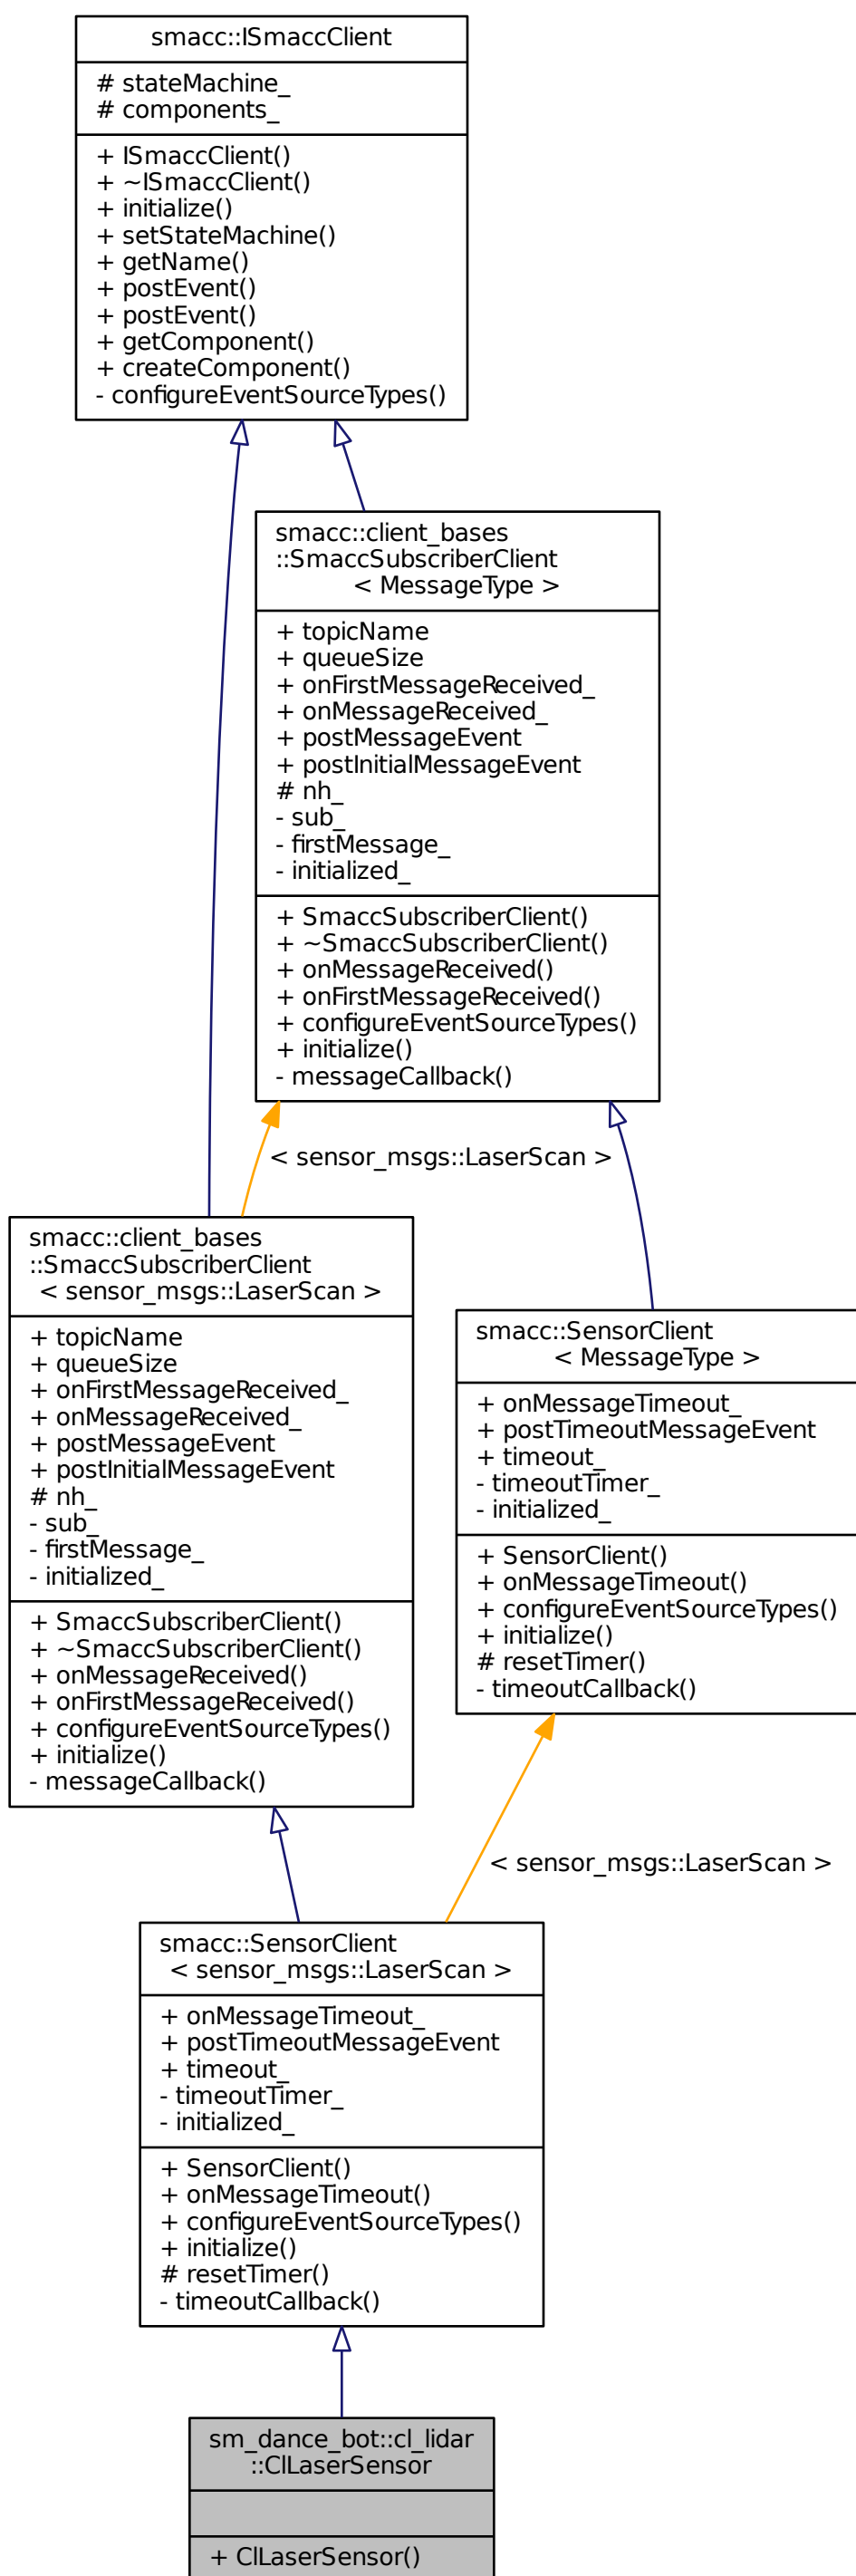 smacc::ISmaccClient
# stateMachine_
# components_
+ ISmaccClient()
+ ~ISmaccClient()
+ initialize()
+ setStateMachine()
+ getName()
+ postEvent()
+ postEvent()
+ getComponent()
+ createComponent()
- configureEventSourceTypes()
smacc::client_bases
::SmaccSubscriberClient
< MessageType >
+ topicName
+ queueSize
+ onFirstMessageReceived_
+ onMessageReceived_
+ postMessageEvent
+ postInitialMessageEvent
# nh_
- sub_
- firstMessage_
- initialized_
+ SmaccSubscriberClient()
+ ~SmaccSubscriberClient()
+ onMessageReceived()
+ onFirstMessageReceived()
+ configureEventSourceTypes()
+ initialize()
- messageCallback()
< sensor_msgs::LaserScan >
smacc::client_bases
::SmaccSubscriberClient
< sensor_msgs::LaserScan >
+ topicName
+ queueSize
+ onFirstMessageReceived_
+ onMessageReceived_
+ postMessageEvent
+ postInitialMessageEvent
# nh_
- sub_
- firstMessage_
- initialized_
+ SmaccSubscriberClient()
+ ~SmaccSubscriberClient()
+ onMessageReceived()
+ onFirstMessageReceived()
+ configureEventSourceTypes()
+ initialize()
- messageCallback()
smacc::SensorClient
< MessageType >
+ onMessageTimeout_
+ postTimeoutMessageEvent
+ timeout_
- timeoutTimer_
- initialized_
+ SensorClient()
+ onMessageTimeout()
+ configureEventSourceTypes()
+ initialize()
# resetTimer()
- timeoutCallback()
< sensor_msgs::LaserScan >
smacc::SensorClient
< sensor_msgs::LaserScan >
+ onMessageTimeout_
+ postTimeoutMessageEvent
+ timeout_
- timeoutTimer_
- initialized_
+ SensorClient()
+ onMessageTimeout()
+ configureEventSourceTypes()
+ initialize()
# resetTimer()
- timeoutCallback()
sm_dance_bot::cl_lidar
::ClLaserSensor
+ ClLaserSensor()